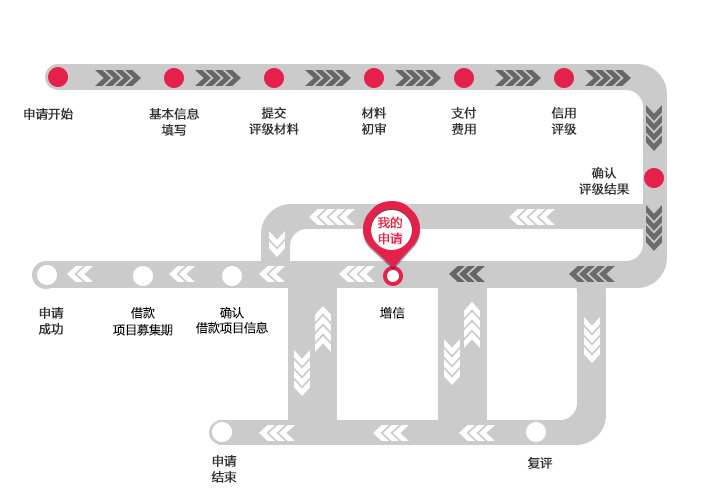 申请开始
基本信息
填写
提交
评级材料
材料
初审
支付
费用
信用
评级
确认
评级结果
我的
申请
申请
成功
借款
项目募集期
确认
借款项目信息
增信
申请
结束
复评